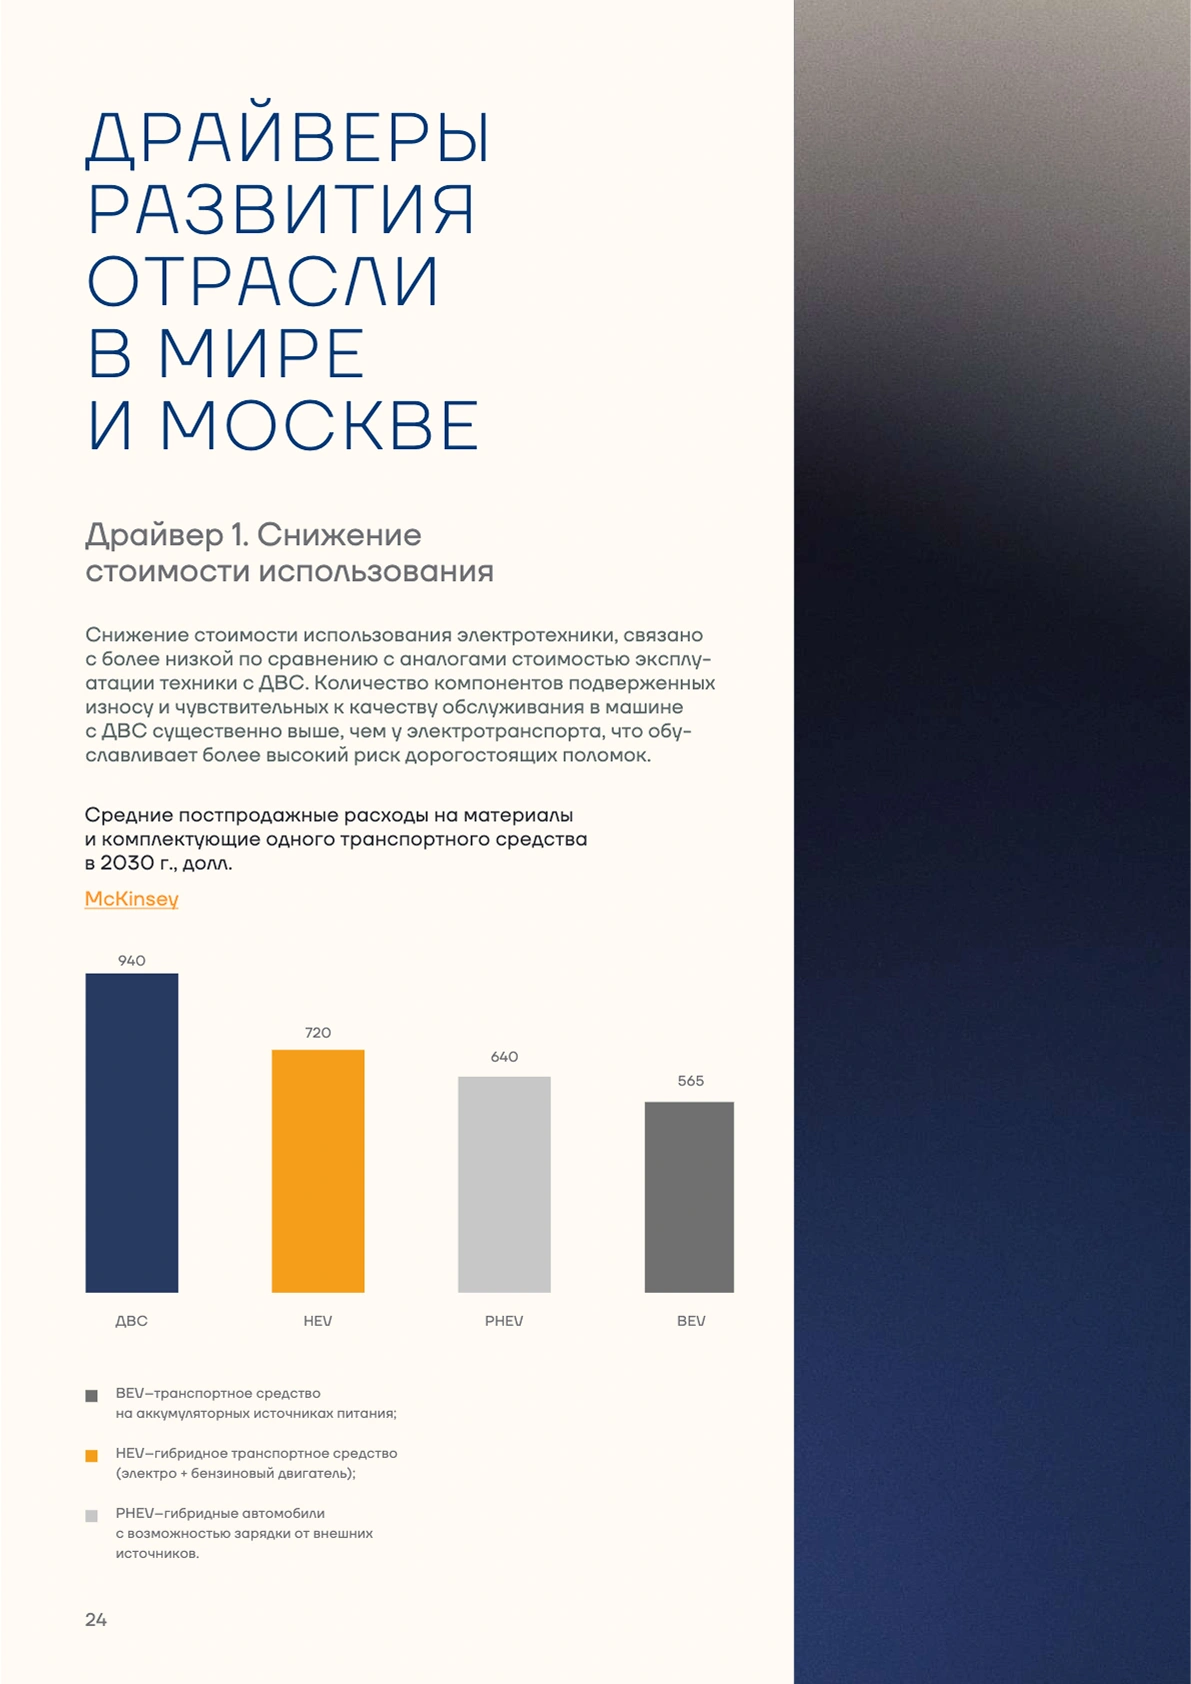 ДРАЙВЕРЫ
РАЗВИТИЯ
ОТРАСЛИ
В МИРЕ
И МОСКВЕ
Драйвер 1. Снижение
стоимости использования
Снижение стоимости использования электротехники, связано
с более низкой по сравнению с аналогами стоимостью эксплу-
атации техники с ДВС. Количество компонентов подверженных
износу и чувствительных к качеству обслуживания в машине
с ДВС существенно выше, чем у электротранспорта, что обу-
славливает более высокий риск дорогостоящих поломок.
Средние постпродажные расходы на материалы
и комплектующие одного транспортного средства
в 2030 г., долл.
McKinsey
940
720
640
565
ДВС
HEV
PHEV
BEV
BEV–транспортное средство
на аккумуляторных источниках питания;
HEV–гибридное транспортное средство
(электро + бензиновый двигатель);
PHEV–гибридные автомобили
с возможностью зарядки от внешних
источников.
24